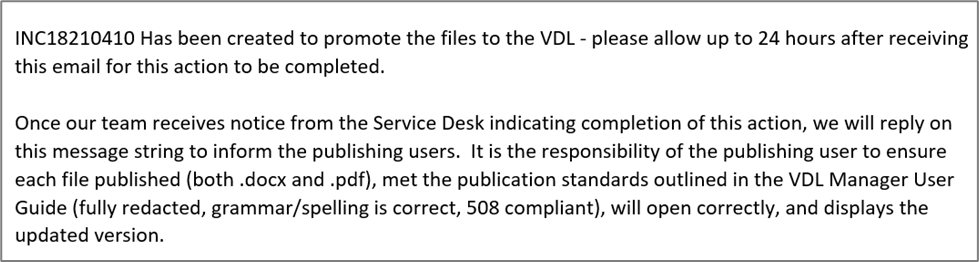 INC18210410 Has been created to promote the files to the VDL - please allow up to 24 hours after receiving
this email for this action to be completed.
Once our team receives notice from the Service Desk indicating completion of this action, we will reply on
this message string to inform the publishing users.  It is the responsibility of the publishing user to ensure
each file published (both .docx and .pdf), met the publication standards outlined in the VDL Manager User
Guide (fully redacted, grammar/spelling is correct, 508 compliant), will open correctly, and displays the
updated version.